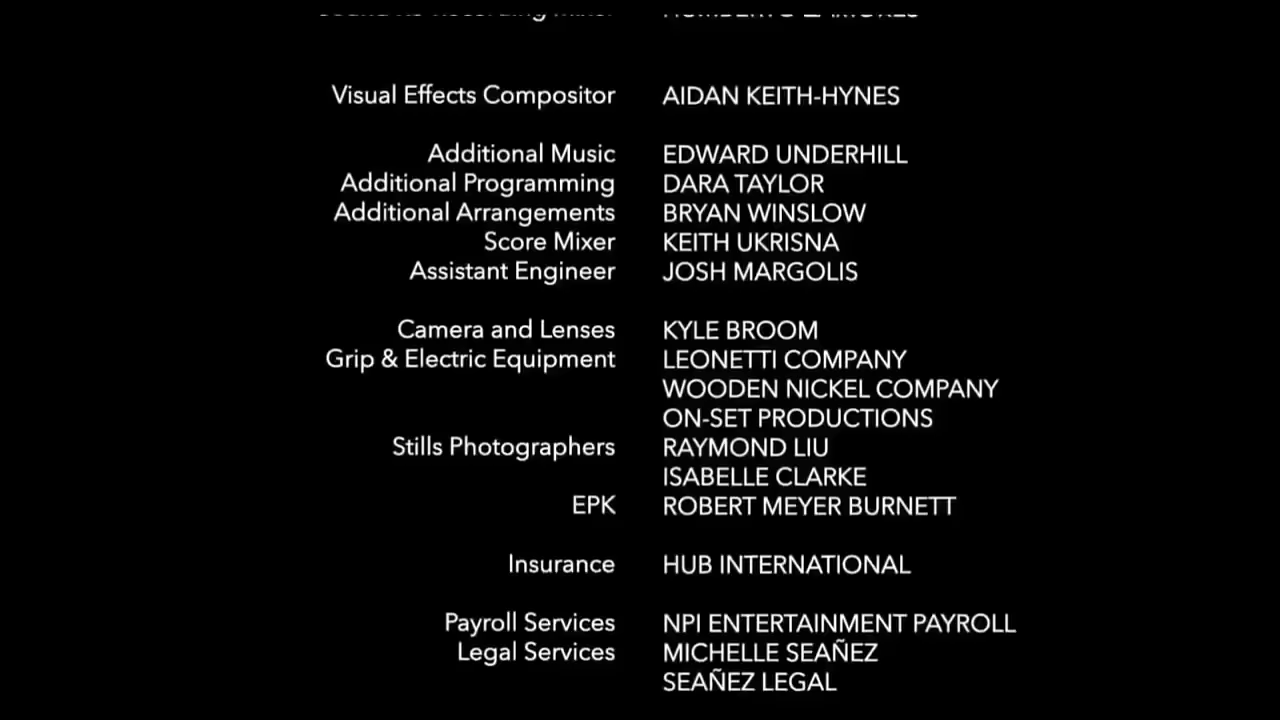 Visual Effects Compositor AIDAN KEITH-HYNES
Additional Music EDWARD UNDERHILL
Additional Programming DARA TAYLOR
Additional Arrangements BRYAN WINSLOW
Score Mixer KEITH UKRISNA
Assistant Engineer JOSH MARGOLIS
Camera and Lenses KYLE BROOM
Grip & Electric Equipment LEONETTI COMPANY
WOODEN NICKEL COMPANY
ON-SET PRODUCTIONS
Stills Photographers RAYMOND LIU
ISABELLE CLARKE
EPK ROBERT MEYER BURNETT
Insurance HUB INTERNATIONAL
Payroll Services NPI ENTERTAINMENT PAYROLL
Legal Services MICHELLE SEAÑEZ
SEAÑEZ LEGAL